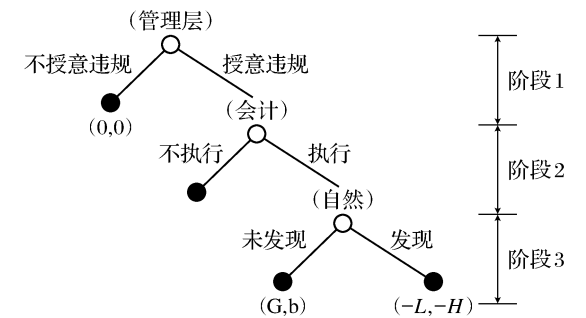 （管理层）
不授意违规
授意违规
阶段1
(0,0)
（会计）
不执行
执行
阶段2
（自然）
未发现
发现
阶段3
(G,b)
(−L,−H)